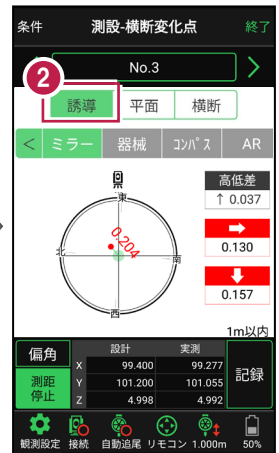 条件 測設-横断変化点 終了
2
No.3 >
誘導 平面 横断
< ミラー 器械 コンパス AR
高低差
↑ 0.037
東
0.204
→
0.130
北
南
↓
0.157
西
1m以内
偏角
設計 実測
X 99.400 99.277
測距停止
Y 101.200 101.055
記録
Z 4.998 4.992
観測設定 接続 自動追尾 リモコン 1.000m 50%